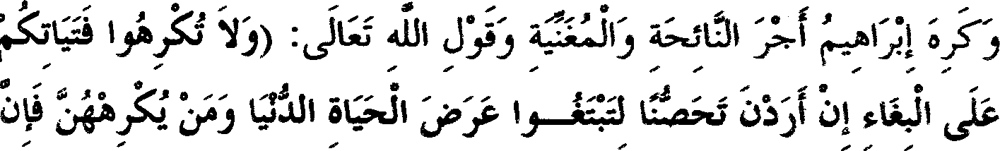 وَكَرِهَ إِبْرَاهِيمُ أَجْرَ النَّائِحَةِ وَالْمُغَنِّيَةِ وَقَوْلِ اللَّهِ تَعَالَى: (وَلاَ تُكْرِهُوا فَتَيَاتِكُمْ
عَلَى الْبِغَاءِ إِنْ أَرَدْنَ تَحَصُّنًا لِتَبْتَغُـــوا عَرَضَ الْحَيَاةِ الدُّنْيَا وَمَنْ يُكْرِهْهُنَّ فَإِنَّ